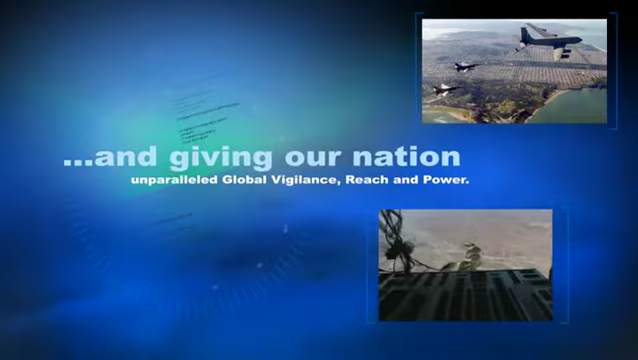 ...and giving our nation
unparalleled Global Vigilance, Reach and Power.